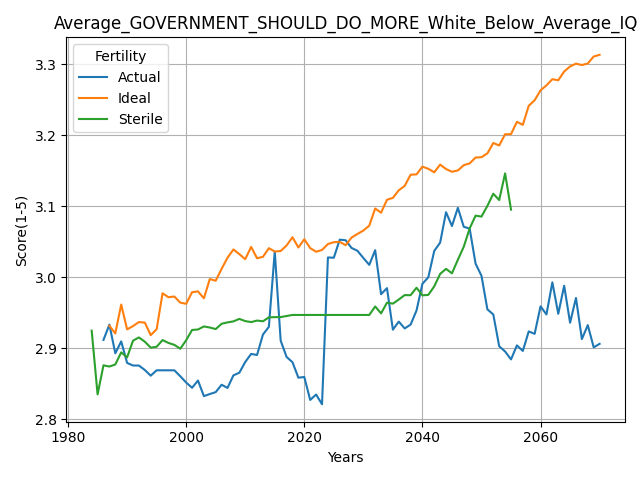 Average_GOVERNMENT_SHOULD_DO_MORE_White_Below_Average_IQ
Fertility
Actual
Ideal
Sterile
Score(1-5)
3.3
3.2
3.1
3.0
2.9
2.8
1980 2000 2020 2040 2060
Years